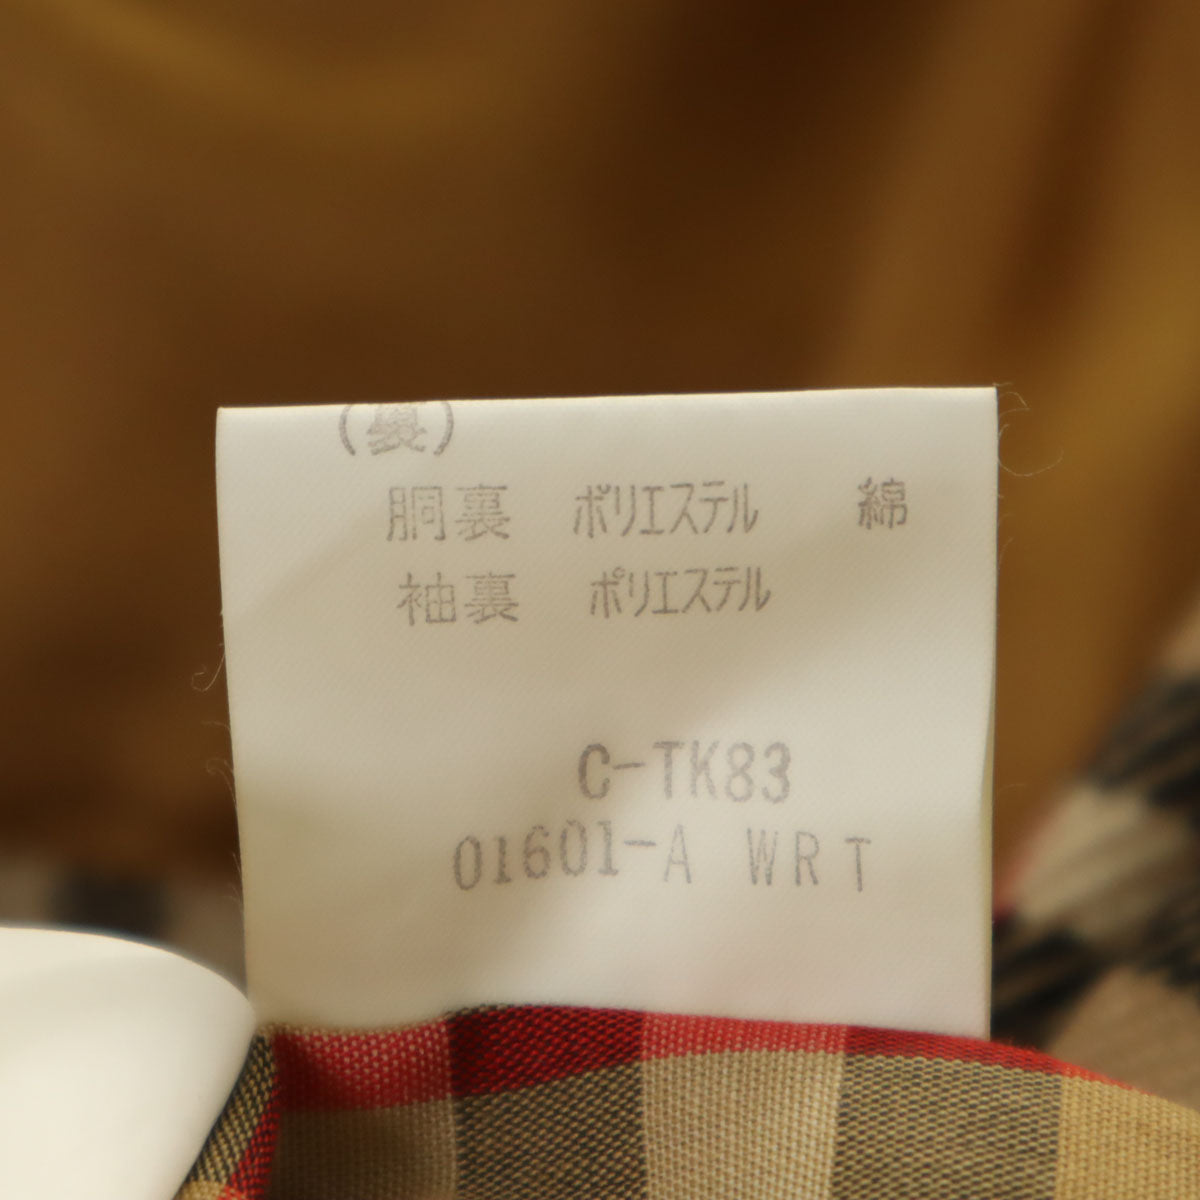 (裏)
胴裏 ポリエステル 綿
袖裏 ポリエステル
C-TK83
01601-A WRT